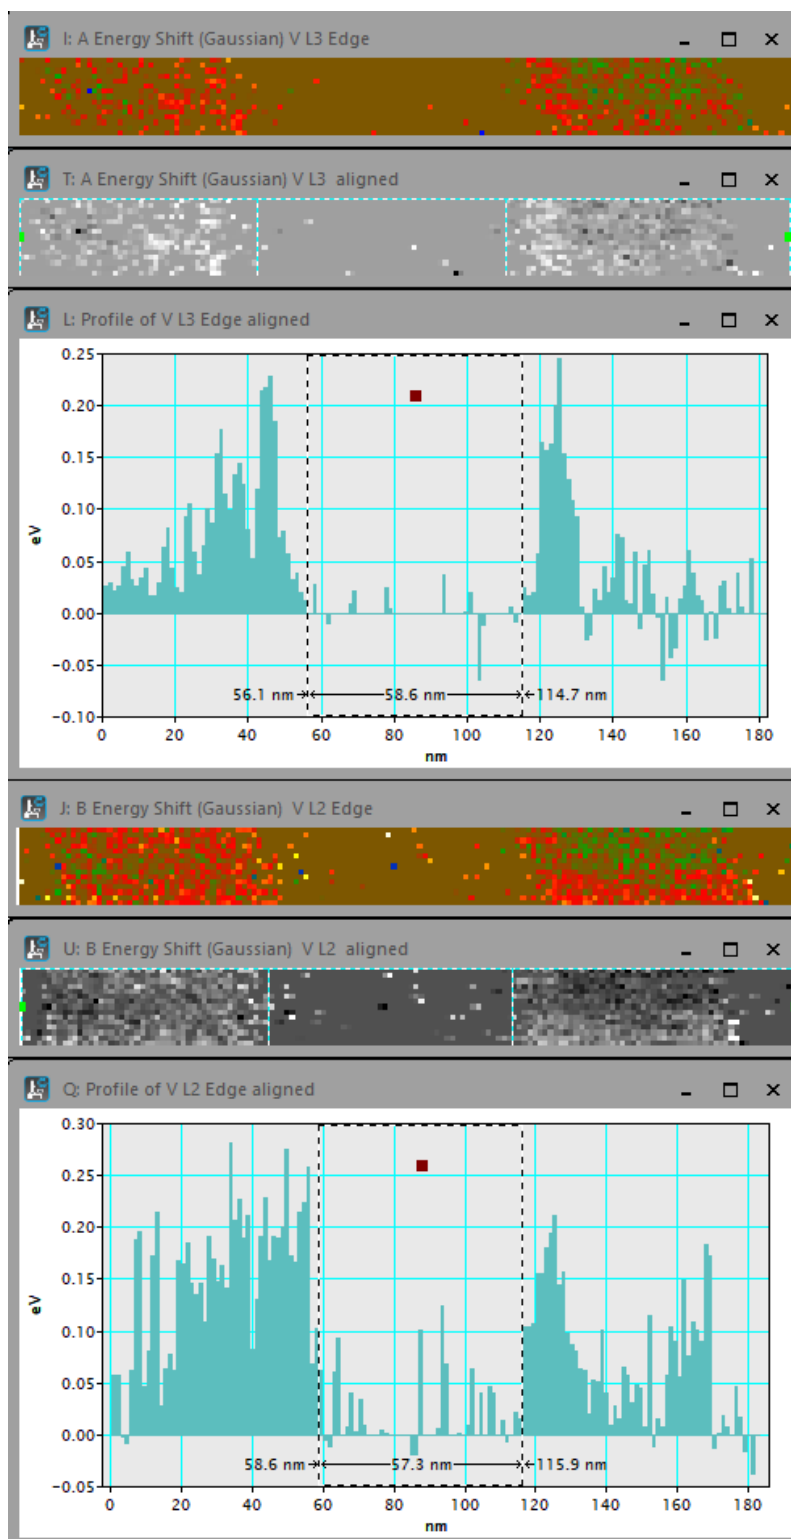 I: A Energy Shift (Gaussian) V L3 Edge
T: A Energy Shift (Gaussian) V L3 aligned
L: Profile of V L3 Edge aligned
0.25
0.20
0.15
0.10
0.05
0.00
−0.05
−0.10
eV
56.1 nm 58.6 nm 114.7 nm
0 20 40 60 80 100 120 140 160 180
nm
J: B Energy Shift (Gaussian) V L2 Edge
U: B Energy Shift (Gaussian) V L2 aligned
Q: Profile of V L2 Edge aligned
0.30
0.25
0.20
0.15
0.10
0.05
0.00
−0.05
eV
58.6 nm 57.3 nm 115.9 nm
0 20 40 60 80 100 120 140 160 180
nm